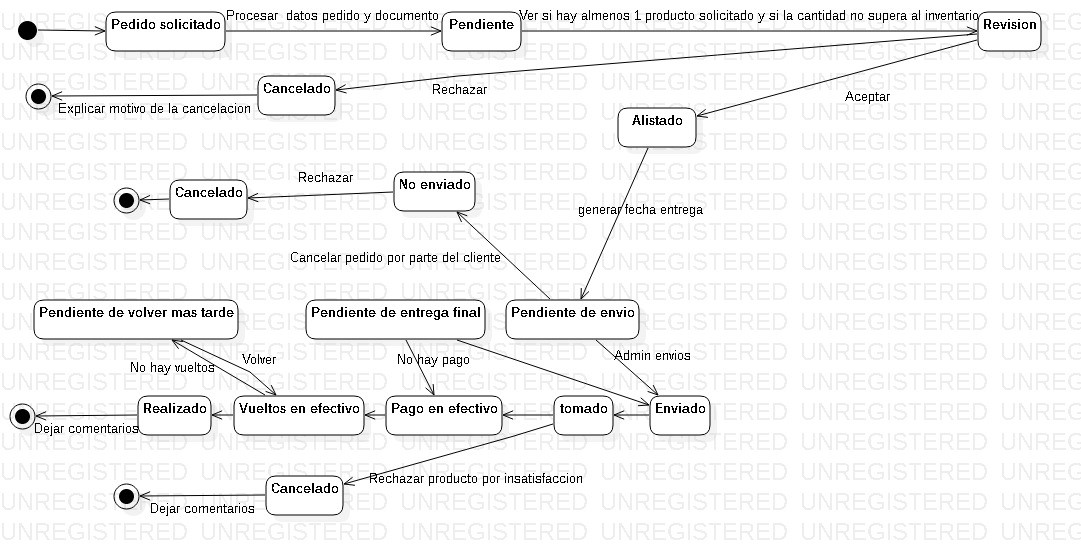 Pedido solicitado
Procesar  datos pedido y documento
Pendiente
Ver si hay almenos 1 producto solicitado y si la cantidad no supera al inventario
Revision
Cancelado
Rechazar
Explicar motivo de la cancelacion
Aceptar
Alistado
Cancelado
Rechazar
No enviado
generar fecha entrega
Cancelar pedido por parte del cliente
Pendiente de volver mas tarde
Pendiente de entrega final
Pendiente de envio
No hay vueltos
Volver
No hay pago
Admin envios
Realizado
Vueltos en efectivo
Pago en efectivo
tomado
Enviado
Dejar comentarios
Cancelado
Rechazar producto por insatisfaccion
Dejar comentarios
UNREGISTERED